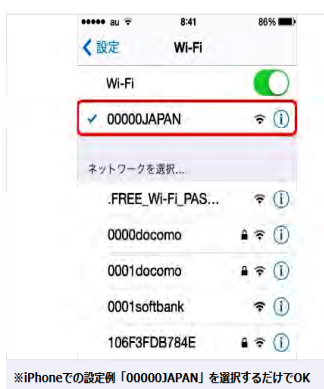 au 8:41 86%
設定 Wi-Fi
Wi-Fi
00000JAPAN
ネットワークを選択...
.FREE_Wi-Fi_PAS...
0000docomo
0001docomo
0001softbank
106F3FDB784E
※iPhoneでの設定例「00000JAPAN」を選択するだけでOK